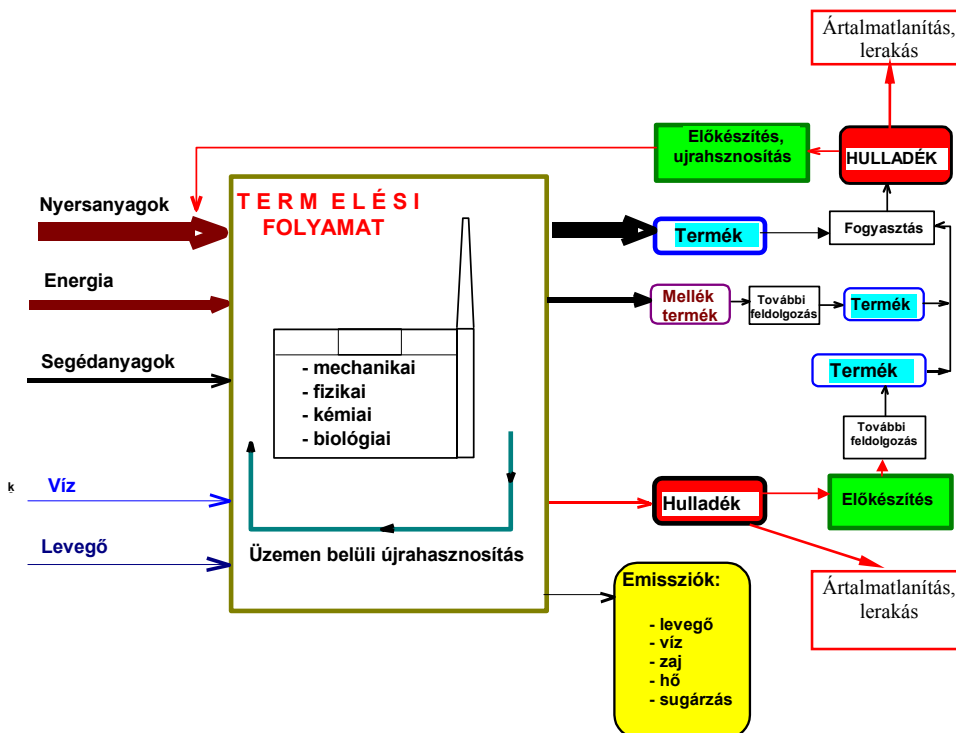 Ártalmatlanítás,
lerakás
Előkészítés,
ujrahsznosítás
HULLADÉK
Nyersanyagok
TERM ELÉSI
FOLYAMAT
Termék
Fogyasztás
Energia
Mellék
termék
További
feldolgozás
Termék
Segédanyagok
- mechanikai
- fizikai
- kémiai
- biológiai
Termék
További
feldolgozás
k
Víz
Hulladék
Előkészítés
Levegő
Üzemen belüli újrahasznosítás
Emissziók:
- levegő
- víz
- zaj
- hő
- sugárzás
Ártalmatlanítás,
lerakás